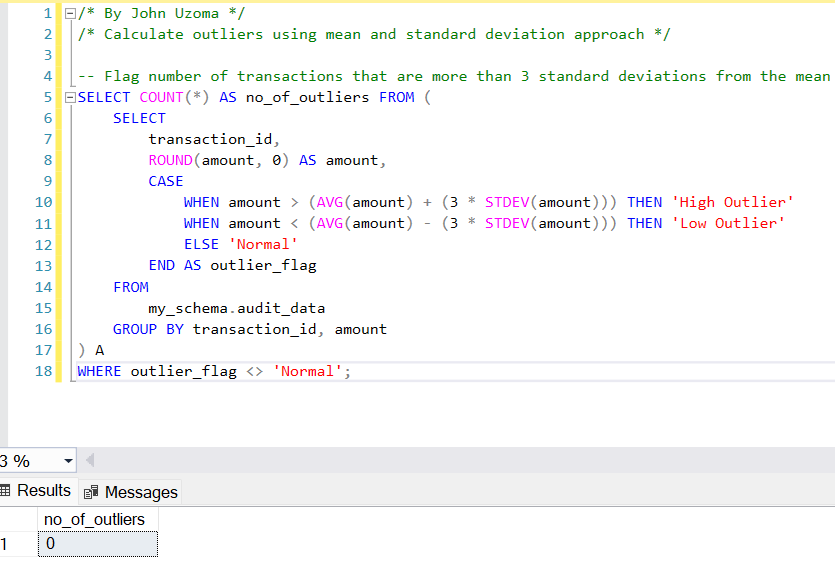 1 /* By John Uzoma */
2 /* Calculate outliers using mean and standard deviation approach */
3
4 -- Flag number of transactions that are more than 3 standard deviations from the mean
5 SELECT COUNT(*) AS no_of_outliers FROM (
6 SELECT
7 transaction_id,
8 ROUND(amount, 0) AS amount,
9 CASE
10 WHEN amount > (AVG(amount) + (3 * STDEV(amount))) THEN 'High Outlier'
11 WHEN amount < (AVG(amount) - (3 * STDEV(amount))) THEN 'Low Outlier'
12 ELSE 'Normal'
13 END AS outlier_flag
14 FROM
15 my_schema.audit_data
16 GROUP BY transaction_id, amount
17 ) A
18 WHERE outlier_flag <> 'Normal';
3 %
Results Messages
no_of_outliers
1 0